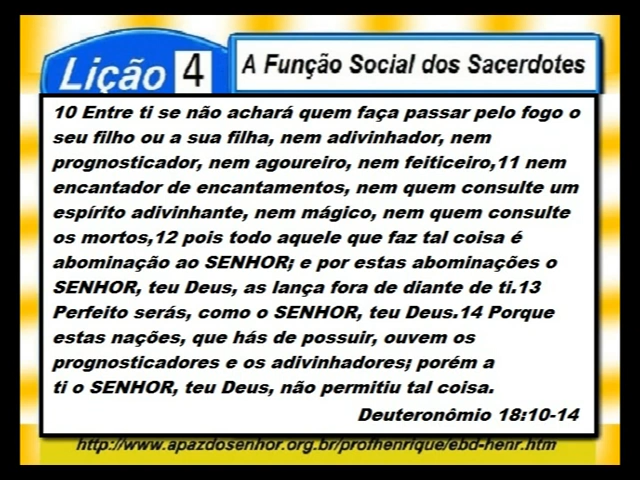 Lição 4
A Função Social dos Sacerdotes
10 Entre ti se não achará quem faça passar pelo fogo o
seu filho ou a sua filha, nem adivinhador, nem
prognosticador, nem agoureiro, nem feiticeiro,11 nem
encantador de encantamentos, nem quem consulte um
espírito adivinhante, nem mágico, nem quem consulte
os mortos,12 pois todo aquele que faz tal coisa é
abominação ao SENHOR; e por estas abominações o
SENHOR, teu Deus, as lança fora de diante de ti.13
Perfeito serás, como o SENHOR, teu Deus.14 Porque
estas nações, que hás de possuir, ouvem os
prognosticadores e os adivinhadores; porém a
ti o SENHOR, teu Deus, não permitiu tal coisa.
Deuteronômio 18:10-14
http://www.apazdosenhor.org.br/profhenrique/ebd-henr.htm